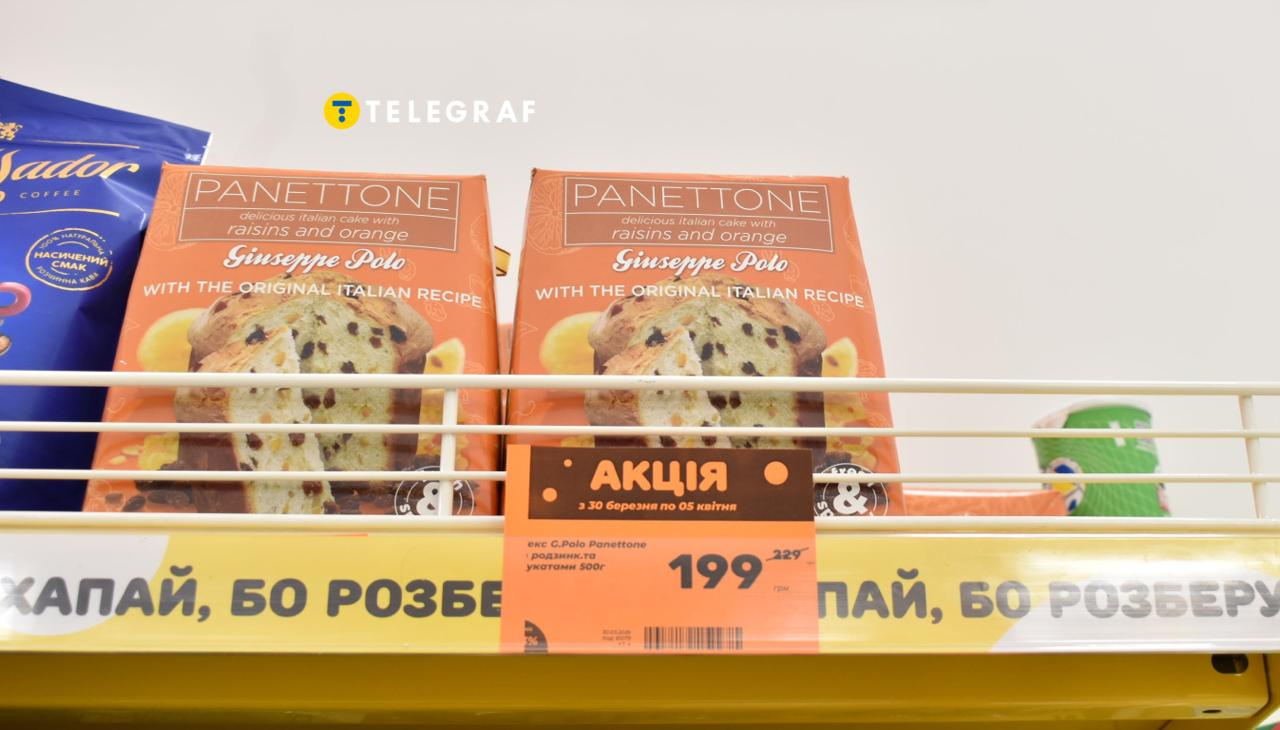 TELEGRAF
sador
COFFEE
100% НАТУРАЛЬНА
НАСИЧЕНИЙ
СМАК
РОЗЧИННА КАВА
PANETTONE
delicious italian cake with
raisins and orange
Giuseppe Polo
WITH THE ORIGINAL ITALIAN RECIPE
&
PANETTONE
delicious italian cake with
raisins and orange
Giuseppe Polo
WITH THE ORIGINAL ITALIAN RECIPE
&
АКЦІЯ
з 30 березня по 05 квітня
екс G.Polo Panettone
родзинк.та
укатами 500г
199
229
грн
ХАПАЙ, БО РОЗБЕ
ПАЙ, БО РОЗБЕРУ